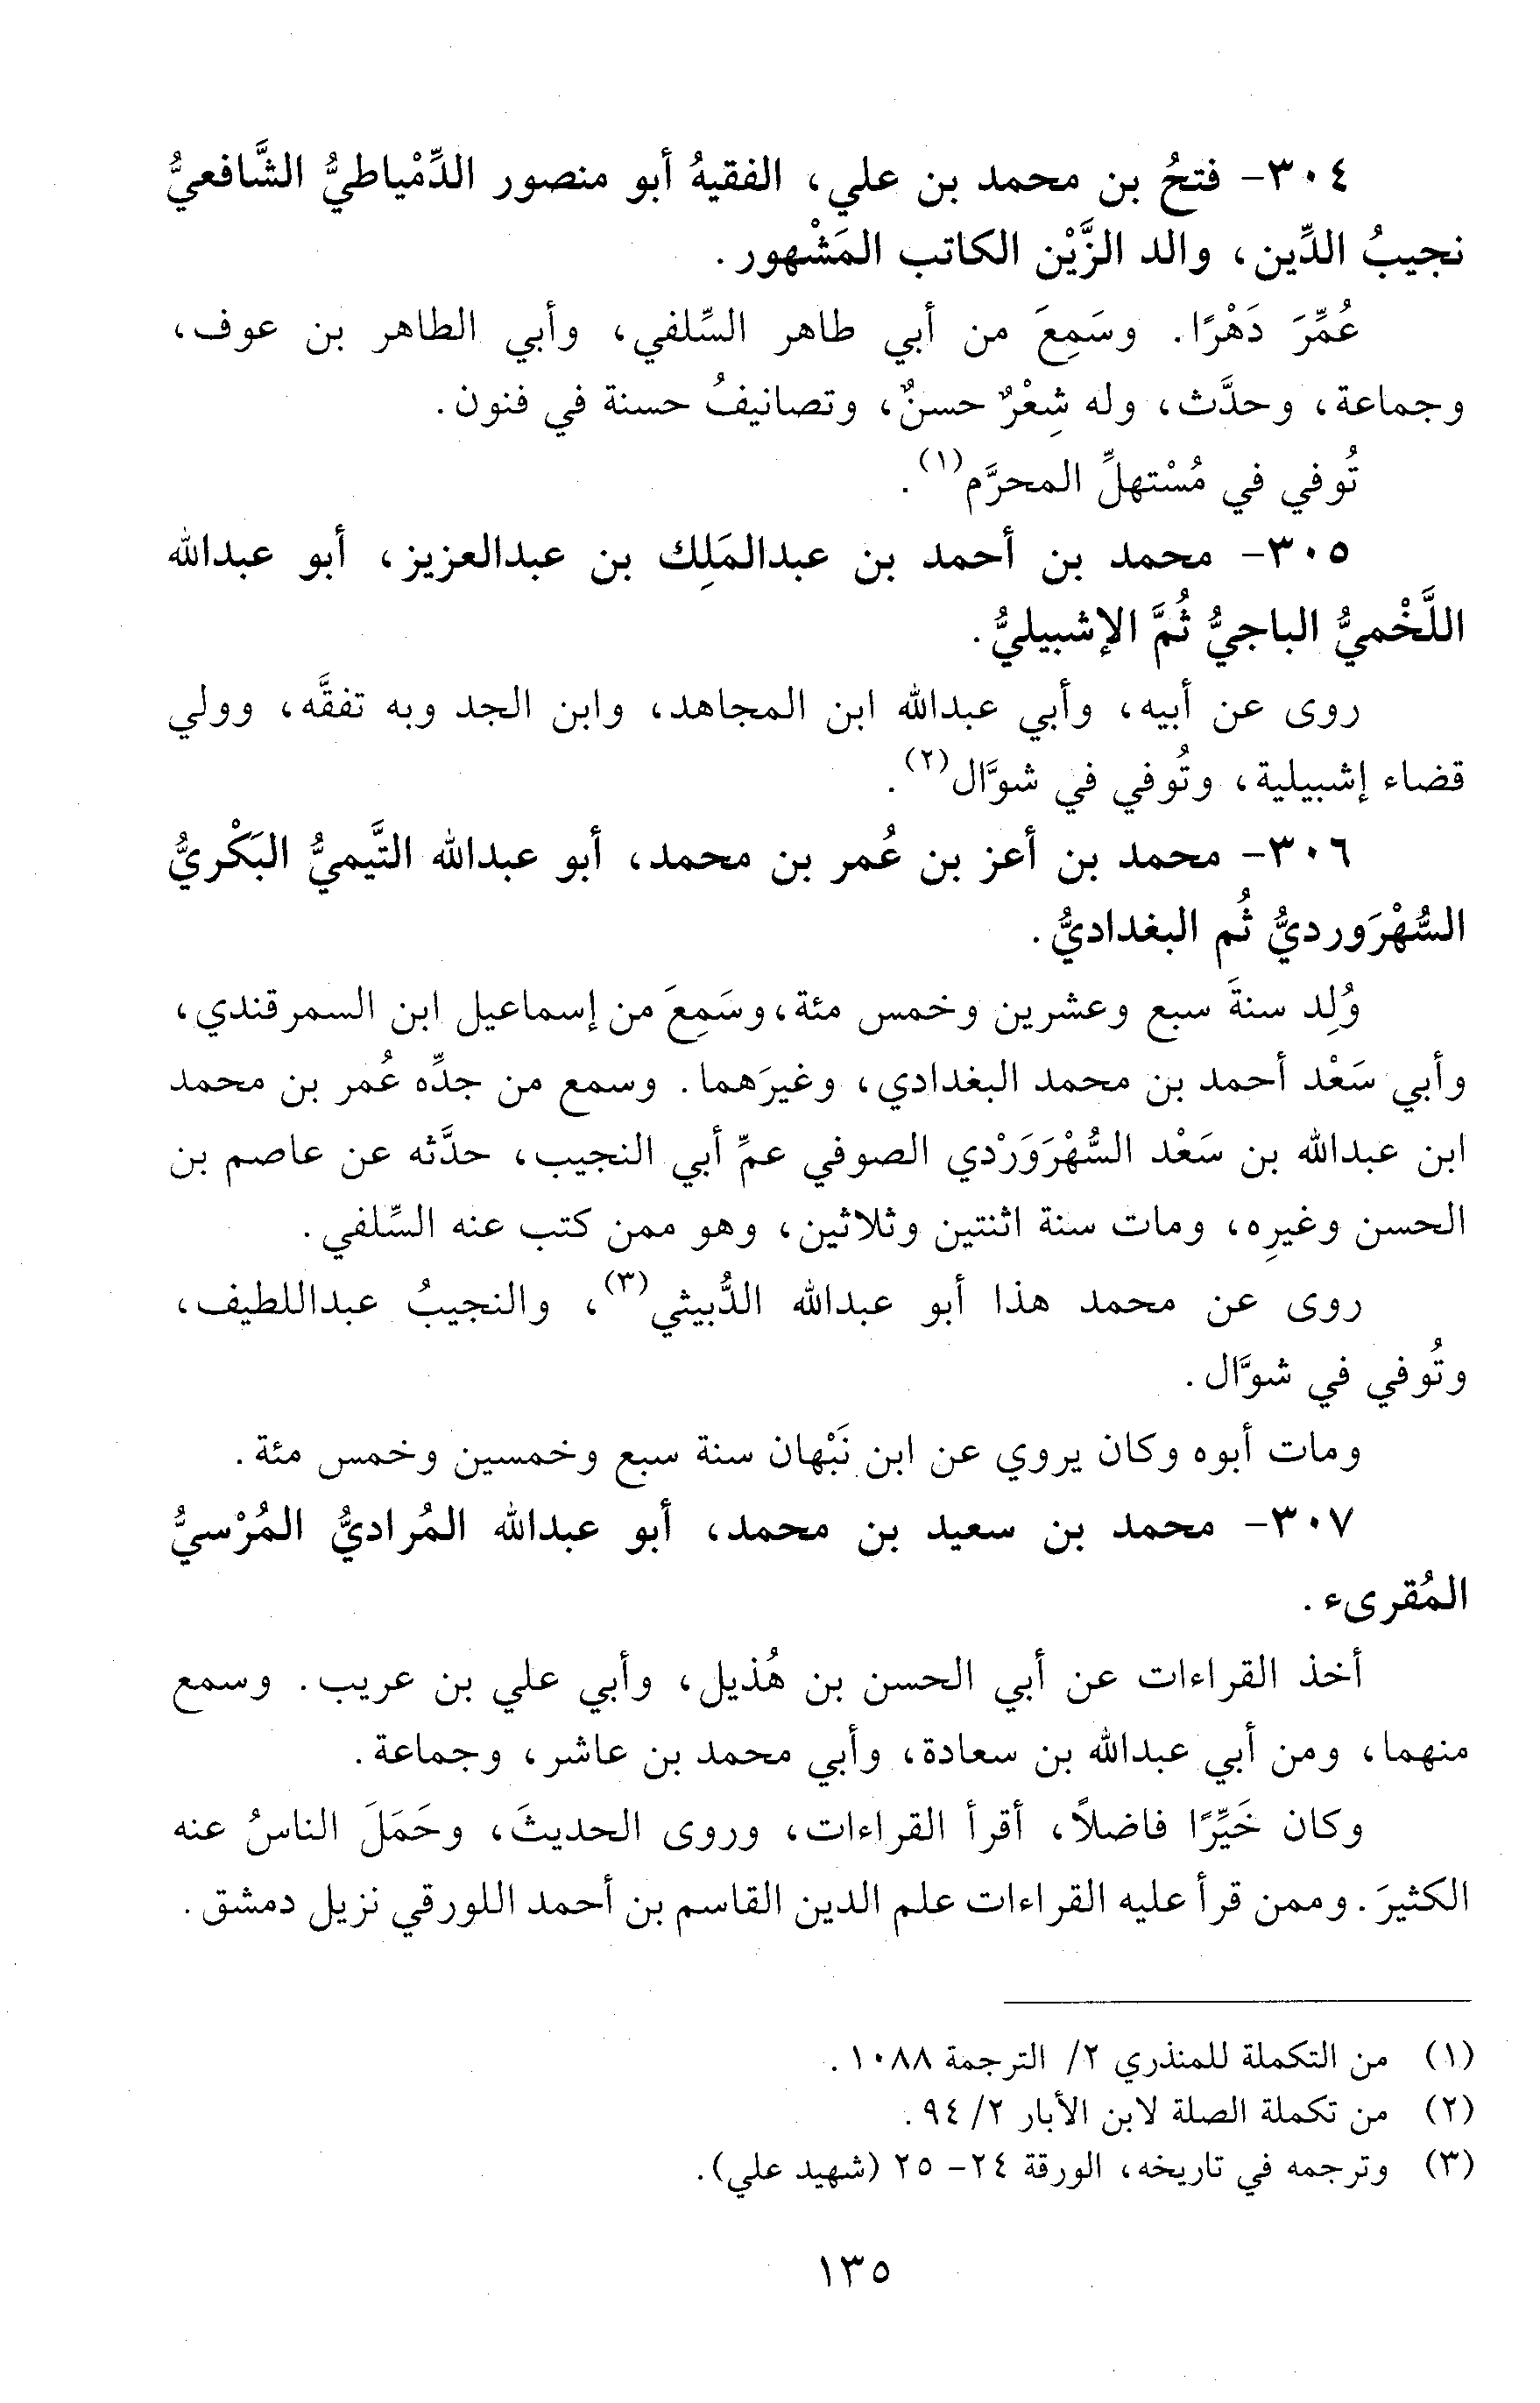 ٣٠٤- فتحُ بن محمد بن علي، الفقيهُ أبو منصور الدِّمْياطيُّ الشَّافعيُّ
نجيبُ الدِّين، والد الزَّيْن الكاتب المَشْهور.
عُمِّرَ دَهْرًا. وسَمِعَ من أبي طاهر السِّلفي، وأبي الطاهر بن عوف،
وجماعة، وحدَّث، وله شِعْرٌ حسنٌ، وتصانيفُ حسنة في فنون.
تُوفي في مُسْتهلِّ المحرَّم(١).
٣٠٥- محمد بن أحمد بن عبدالمَلِك بن عبدالعزيز، أبو عبدالله
اللَّخْميُّ الباجيُّ ثُمَّ الإشبيليُّ.
روى عن أبيه، وأبي عبدالله ابن المجاهد، وابن الجد وبه تفقَّه، وولي
قضاء إشبيلية، وتُوفي في شوَّال(٢).
٣٠٦- محمد بن أعز بن عُمر بن محمد، أبو عبدالله التَّيميُّ البَكْريُّ
السُّهْرَورديُّ ثُم البغداديُّ.
وُلِد سنةَ سبع وعشرين وخمس مئة، وسَمِعَ من إسماعيل ابن السمرقندي،
وأبي سَعْد أحمد بن محمد البغدادي، وغيرَهما. وسمع من جدِّه عُمر بن محمد
ابن عبدالله بن سَعْد السُّهْرَوَرْدي الصوفي عمِّ أبي النجيب، حدَّثه عن عاصم بن
الحسن وغيرِه، ومات سنة اثنتين وثلاثين، وهو ممن كتب عنه السِّلفي.
روى عن محمد هذا أبو عبدالله الدُّبيثي(٣)، والنجيبُ عبداللطيف،
وتُوفي في شوَّال.
ومات أبوه وكان يروي عن ابن نَبْهان سنة سبع وخمسين وخمس مئة.
٣٠٧- محمد بن سعيد بن محمد، أبو عبدالله المُراديُّ المُرْسيُّ
المُقرىء.
أخذ القراءات عن أبي الحسن بن هُذيل، وأبي علي بن عريب. وسمع
منهما، ومن أبي عبدالله بن سعادة، وأبي محمد بن عاشر، وجماعة.
وكان خَيِّرًا فاضلاً، أقرأ القراءات، وروى الحديثَ، وحَمَلَ الناسُ عنه
الكثيرَ. وممن قرأ عليه القراءات علم الدين القاسم بن أحمد اللورقي نزيل دمشق.
(١) من التكملة للمنذري ٢/ الترجمة ١٠٨٨.
(٢) من تكملة الصلة لابن الأبار ٢/ ٩٤.
(٣) وترجمه في تاريخه، الورقة ٢٤- ٢٥ (شهيد علي).
١٣٥